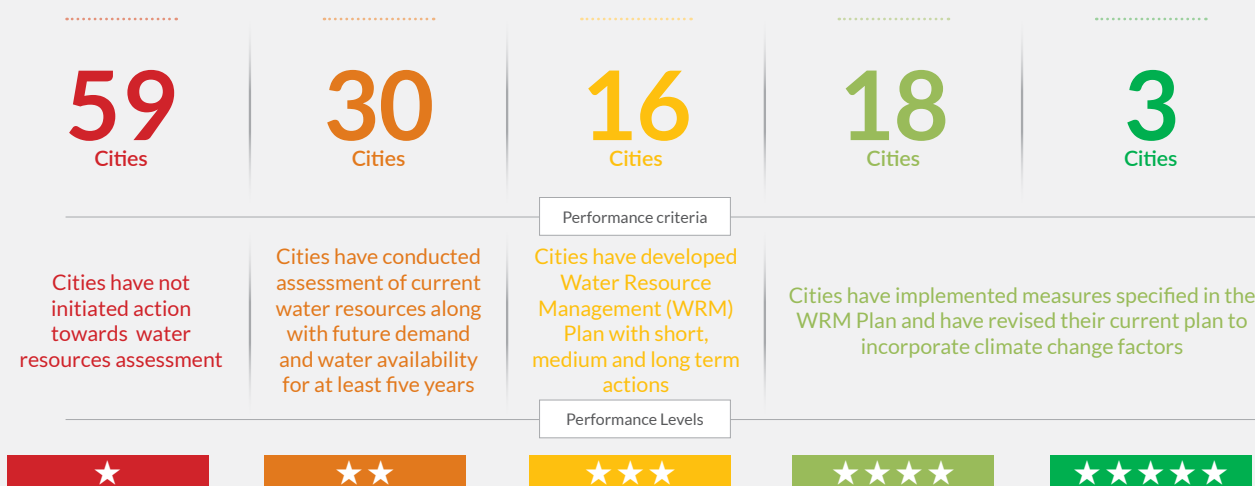 59
Cities
30
Cities
16
Cities
18
Cities
3
Cities
Performance criteria
Cities have not
initiated action
towards water
resources assessment
Cities have conducted
assessment of current
water resources along
with future demand
and water availability
for at least five years
Cities have developed
Water Resource
Management (WRM)
Plan with short,
medium and long term
actions
Cities have implemented measures specified in the
WRM Plan and have revised their current plan to
incorporate climate change factors
Performance Levels